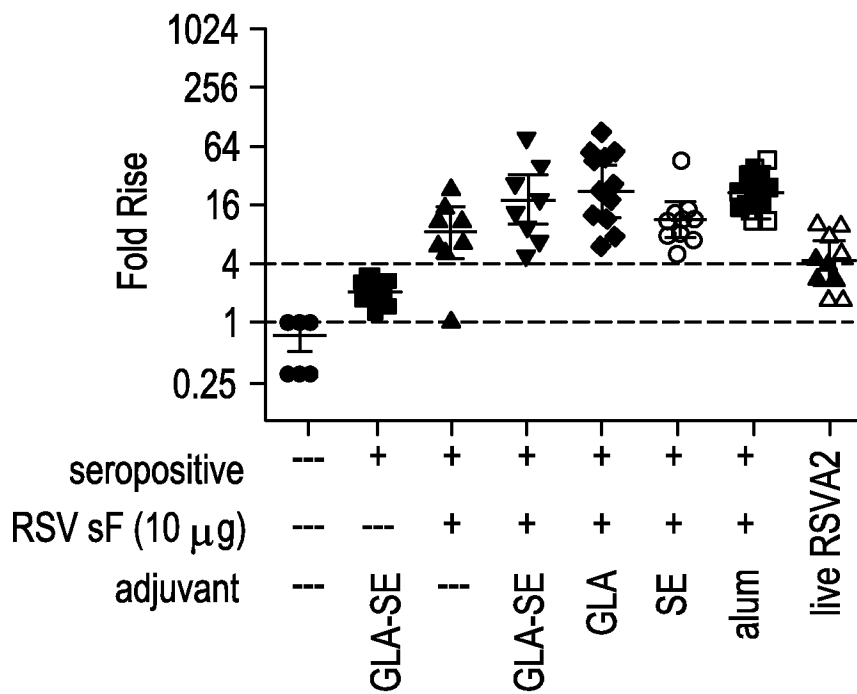 1024
256
64
16
4
1
0.25
Fold Rise
seropositive --- + + + + + +
RSV sF (10 µg) --- --- + + + + +
adjuvant --- GLA-SE --- GLA-SE GLA SE alum
live RSVA2